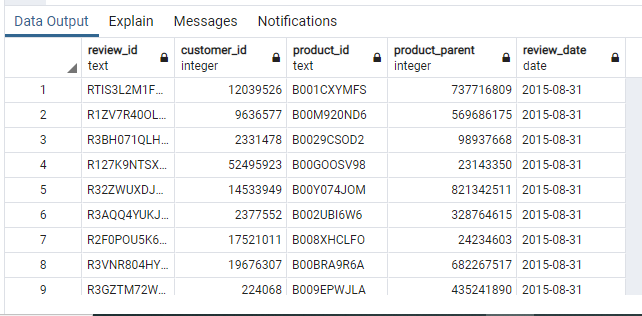 Data Output Explain Messages Notifications
review_id customer_id product_id product_parent review_date
text integer text integer date
1 RTIS3L2M1F... 12039526 B001CXYMFS 737716809 2015-08-31
2 R1ZV7R40OL... 9636577 B00M920ND6 569686175 2015-08-31
3 R3BH071QLH... 2331478 B0029CSOD2 98937668 2015-08-31
4 R127K9NTSX... 52495923 B00GOOSV98 23143350 2015-08-31
5 R32ZWUXDJ... 14533949 B00Y074JOM 821342511 2015-08-31
6 R3AQQ4YUKJ... 2377552 B002UBI6W6 328764615 2015-08-31
7 R2F0POU5K6... 17521011 B008XHCLFO 24234603 2015-08-31
8 R3VNR804HY... 19676307 B00BRA9R6A 682267517 2015-08-31
9 R3GZTM72W... 224068 B009EPWJLA 435241890 2015-08-31